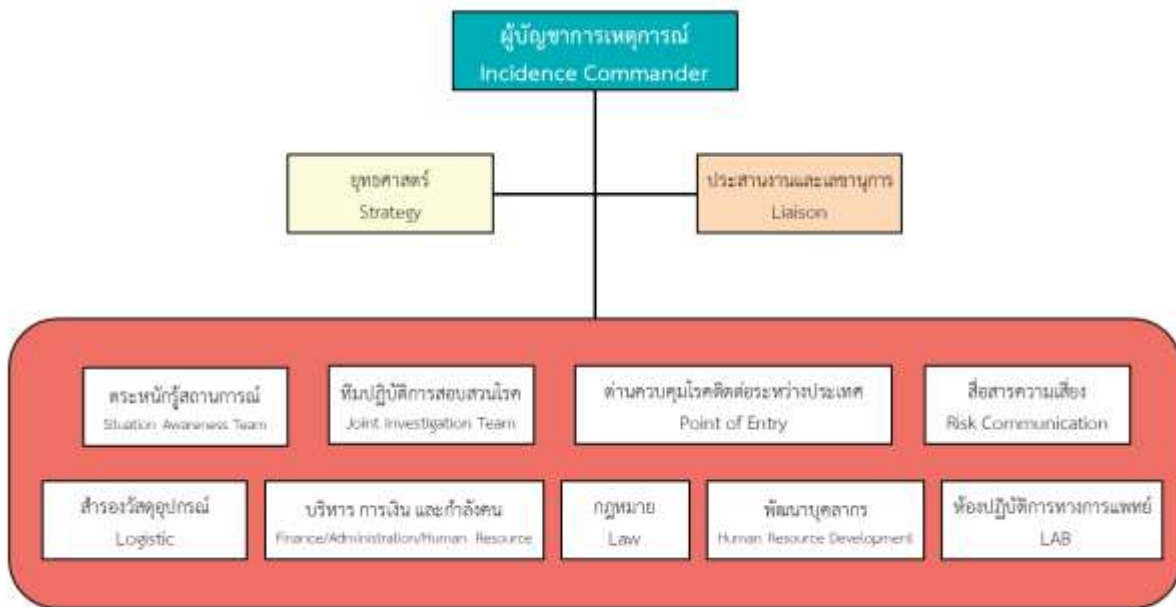 ผู้บัญชาการเหตุการณ์
Incidence Commander
ยุทธศาสตร์
Strategy
ประสานงานและเลขานุการ
Liaison
ตระหนักรู้สถานการณ์
Situation Awareness Team
ทีมปฏิบัติการสอบสวนโรค
Joint Investigation Team
ด่านควบคุมโรคติดต่อระหว่างประเทศ
Point of Entry
สื่อสารความเสี่ยง
Risk Communication
สำรองวัสดุอุปกรณ์
Logistic
บริหาร การเงิน และกำลังคน
Finance/Administration/Human Resource
กฎหมาย
Law
พัฒนาบุคลากร
Human Resource Development
ห้องปฏิบัติการทางการแพทย์
LAB